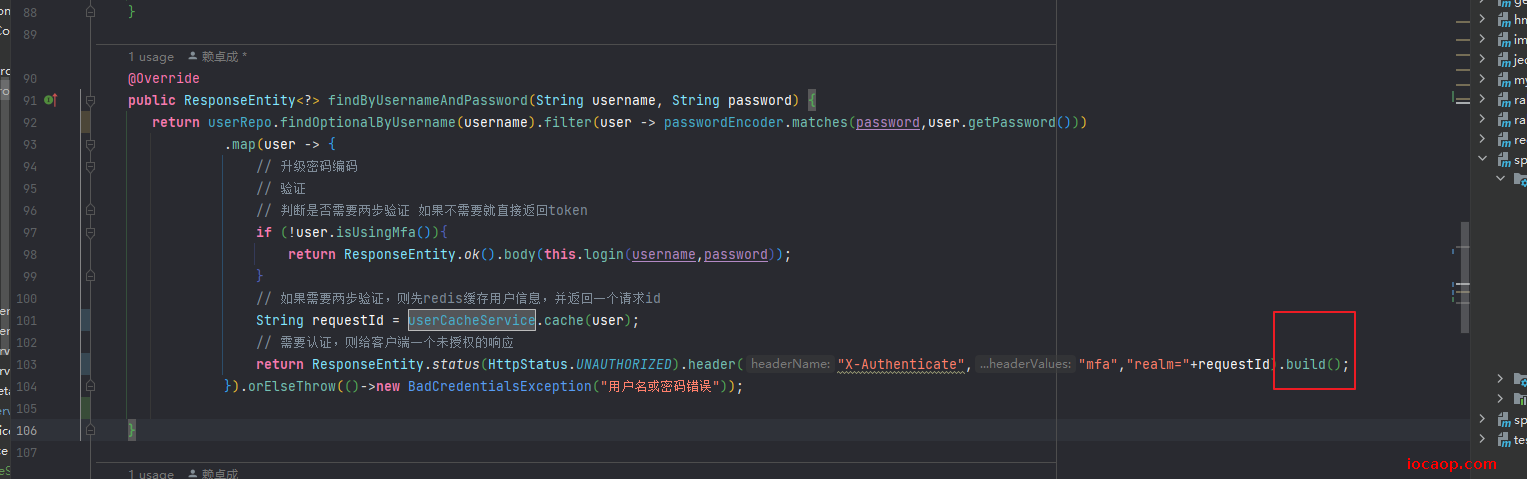 88 }
89
1 usage 赖卓成 *
90 @Override
91 public ResponseEntity<?> findByUsernameAndPassword(String username, String password) {
92 return userRepo.findOptionalByUsername(username).filter(user -> passwordEncoder.matches(password,user.getPassword()))
93 .map(user -> {
94 // 升级密码编码
95 // 验证
96 // 判断是否需要两步验证 如果不需要就直接返回token
97 if (!user.isUsingMfa()){
98 return ResponseEntity.ok().body(this.login(username,password));
99 }
100 // 如果需要两步验证，则先redis缓存用户信息，并返回一个请求id
101 String requestId = userCacheService.cache(user);
102 // 需要认证，则给客户端一个未授权的响应
103 return ResponseEntity.status(HttpStatus.UNAUTHORIZED).header( headerName: "X-Authenticate", ...headerValues: "mfa","realm="+requestId).build();
104 }).orElseThrow(()->new BadCredentialsException("用户名或密码错误"));
105
106 }
107
1 usage 赖卓成
iocaop.com